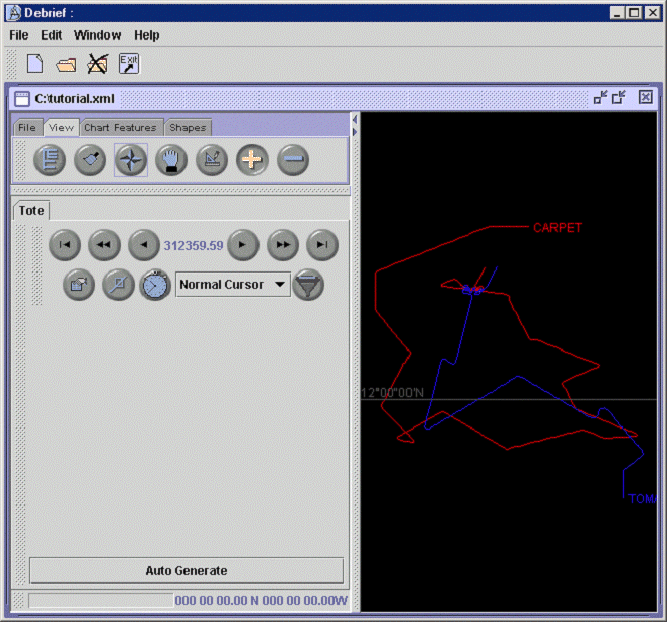 Debrief :
File Edit Window Help
Exit
C:\tutorial.xml
File View Chart Features Shapes
Tote
312359.59
Normal Cursor
Auto Generate
000 00 00.00 N 000 00 00.00W
CARPET
12°00'00"N
TOMA